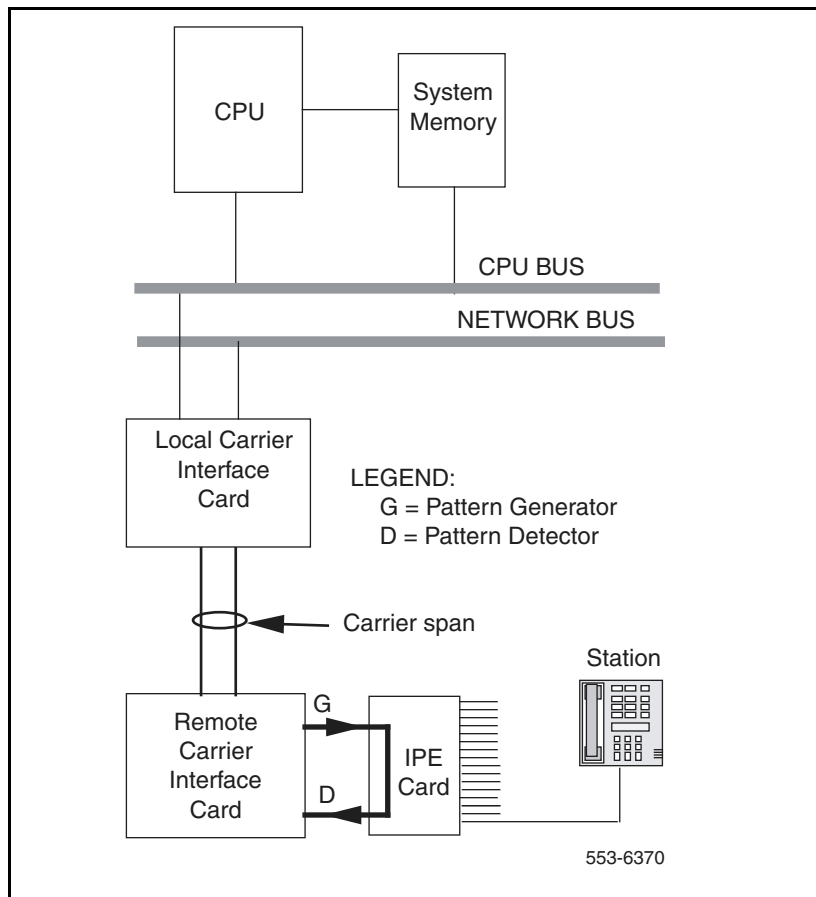 CPU
System
Memory
CPU BUS
NETWORK BUS
Local Carrier
Interface
Card
LEGEND:
G = Pattern Generator
D = Pattern Detector
Carrier span
Station
G
Remote
Carrier
Interface
Card
IPE
Card
D
553-6370